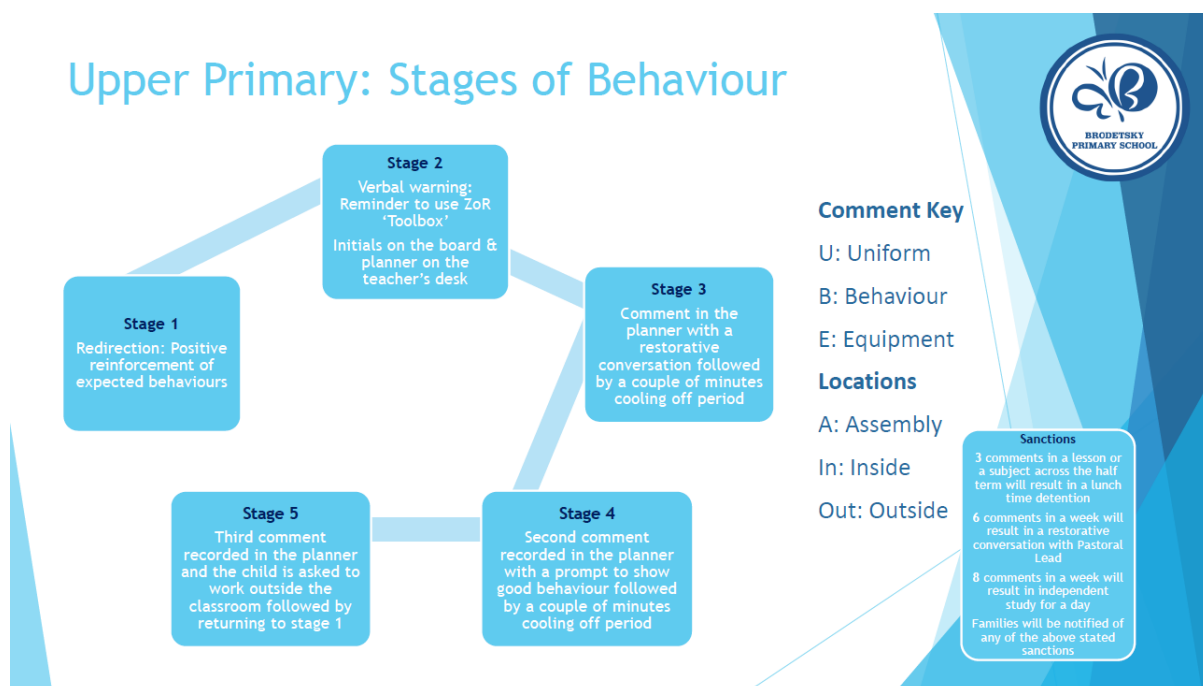 Upper Primary: Stages of Behaviour
BRODETSKY
PRIMARY SCHOOL
Stage 1
Redirection: Positive
reinforcement of
expected behaviours
Stage 2
Verbal warning:
Reminder to use ZoR
‘Toolbox’
Initials on the board &
planner on the
teacher’s desk
Stage 3
Comment in the
planner with a
restorative
conversation followed
by a couple of minutes
cooling off period
Stage 4
Second comment
recorded in the planner
with a prompt to show
good behaviour followed
by a couple of minutes
cooling off period
Stage 5
Third comment
recorded in the planner
and the child is asked to
work outside the
classroom followed by
returning to stage 1
Comment Key
U: Uniform
B: Behaviour
E: Equipment
Locations
A: Assembly
In: Inside
Out: Outside
Sanctions
3 comments in a lesson or
a subject across the half
term will result in a lunch
time detention
6 comments in a week will
result in a restorative
conversation with Pastoral
Lead
8 comments in a week will
result in independent
study for a day
Families will be notified of
any of the above stated
sanctions